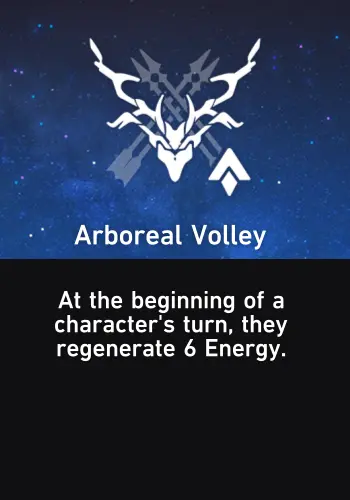 Arboreal Volley
At the beginning of a
character's turn, they
regenerate 6 Energy.